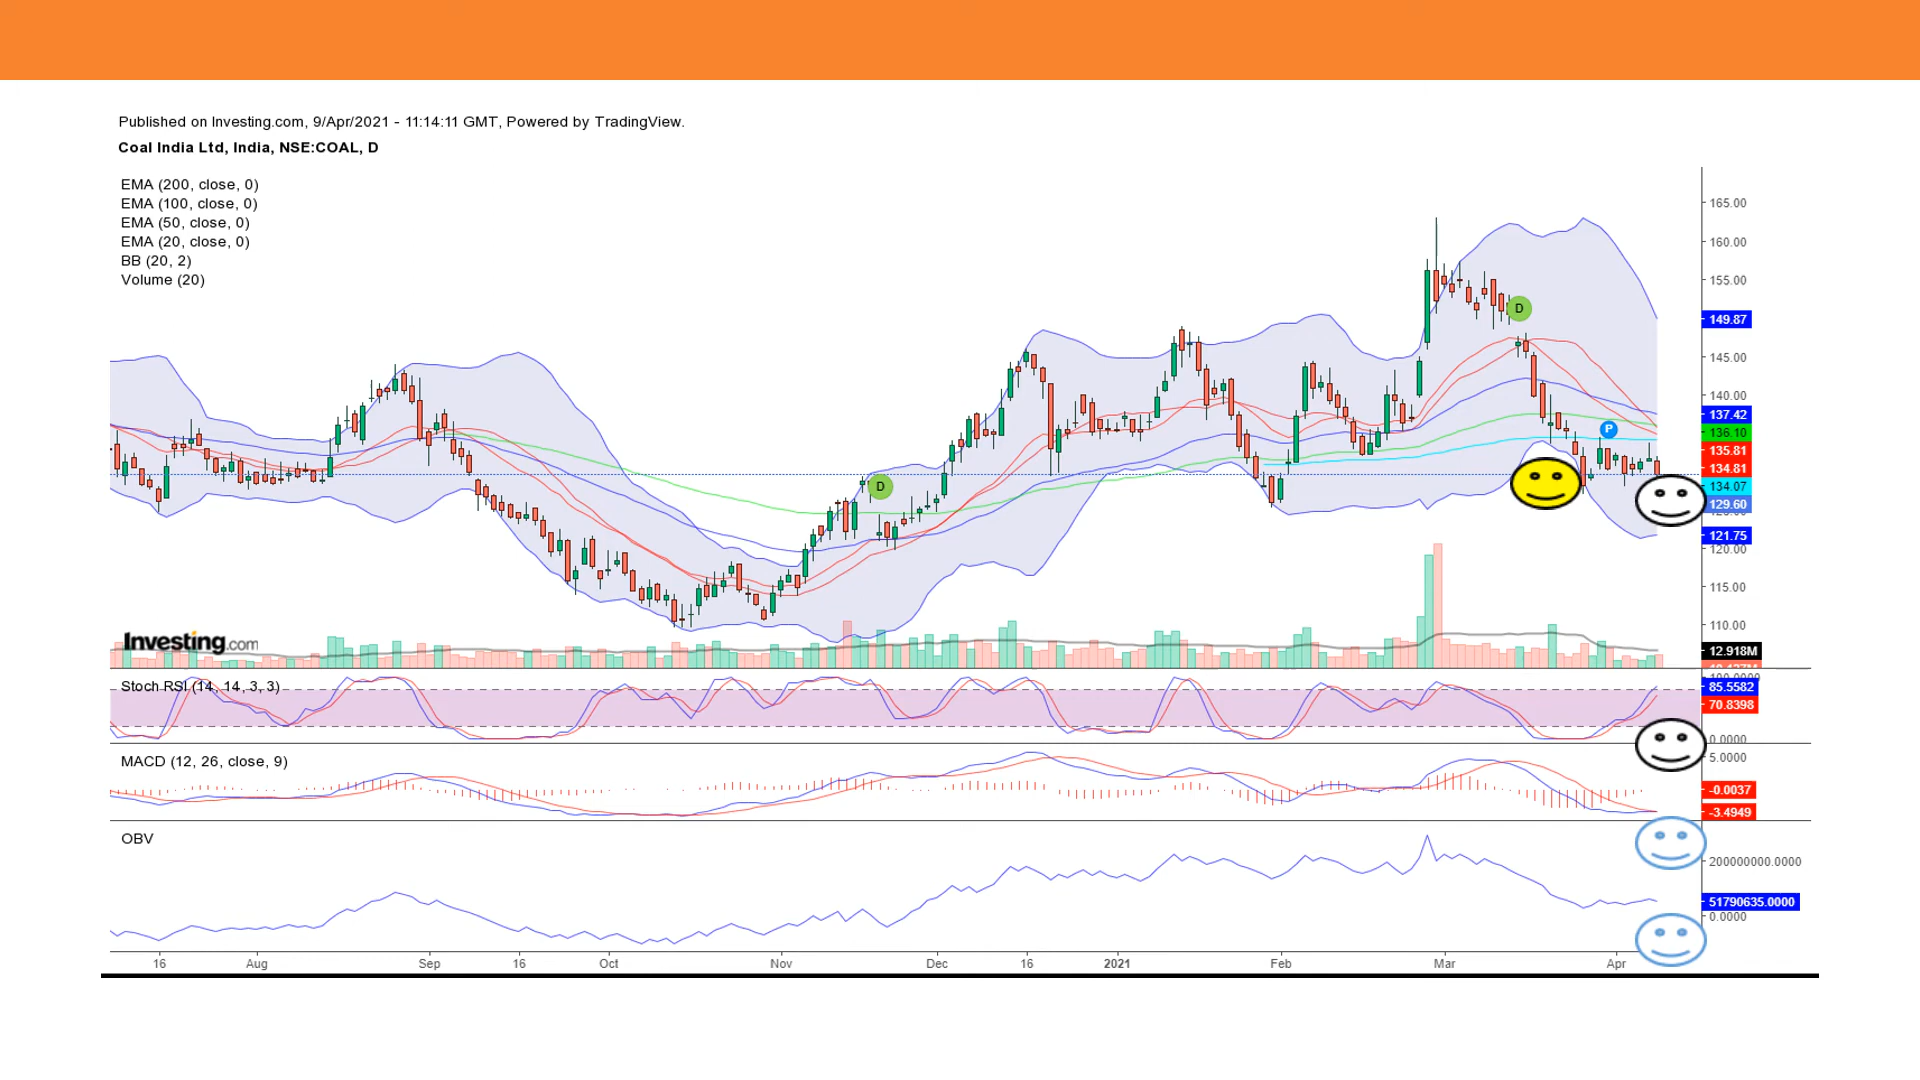 Published on Investing.com, 9/Apr/2021 - 11:14:11 GMT, Powered by TradingView.
Coal India Ltd, India, NSE:COAL, D
EMA (200, close, 0)
EMA (100, close, 0)
EMA (50, close, 0)
EMA (20, close, 0)
BB (20, 2)
Volume (20)
165.00
160.00
155.00
D
149.87
145.00
140.00
137.42
P
136.10
135.81
134.81
D
134.07
129.60
121.75
120.00
115.00
110.00
Investing.com
12.918M
Stoch RSI (14, 14, 3, 3)
85.5582
70.8398
0.0000
MACD (12, 26, close, 9)
5.0000
-0.0037
-3.4949
OBV
200000000.0000
51790635.0000
0.0000
16 Aug Sep 16 Oct Nov Dec 16 2021 Feb Mar Apr